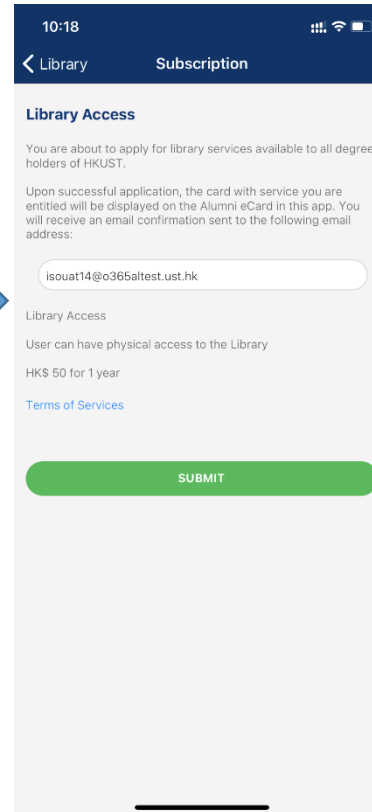 10:18
Library Subscription
Library Access
You are about to apply for library services available to all degree
holders of HKUST.
Upon successful application, the card with service you are
entitled will be displayed on the Alumni eCard in this app. You
will receive an email confirmation sent to the following email
address:
isouat14@o365altest.ust.hk
Library Access
User can have physical access to the Library
HK$ 50 for 1 year
Terms of Services
SUBMIT